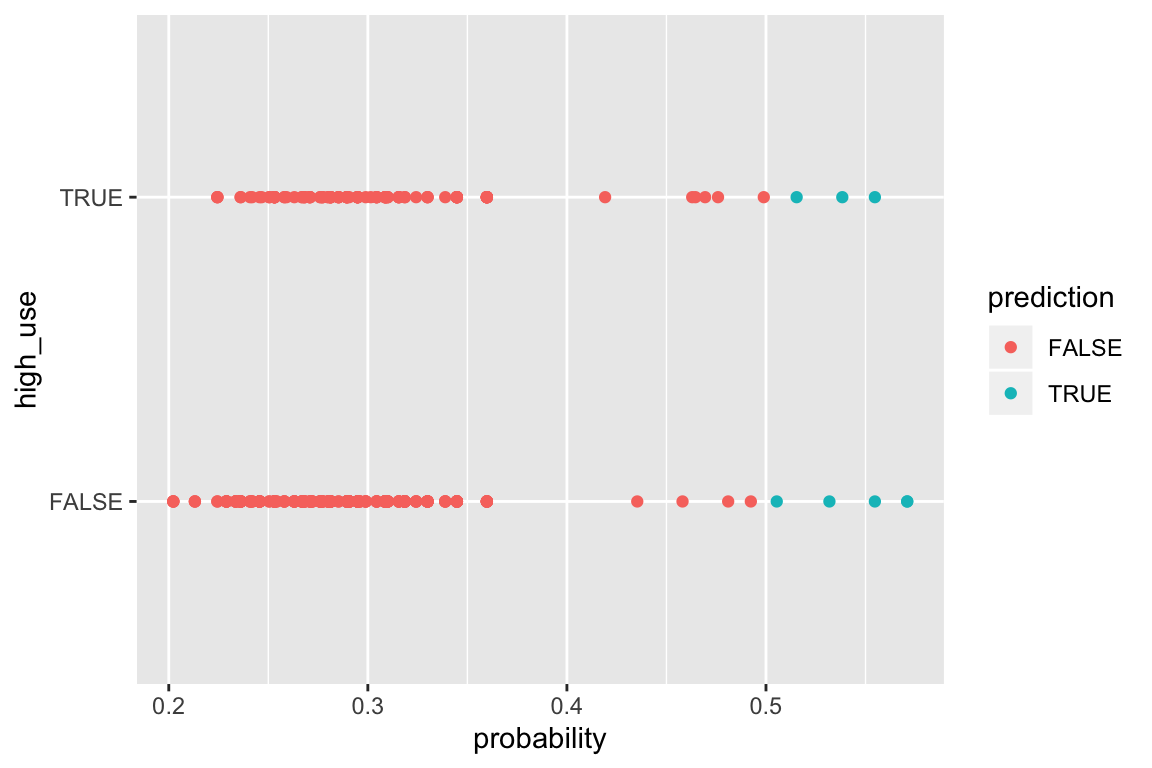 TRUE
FALSE
high_use
0.2 0.3 0.4 0.5
probability
prediction
FALSE
TRUE